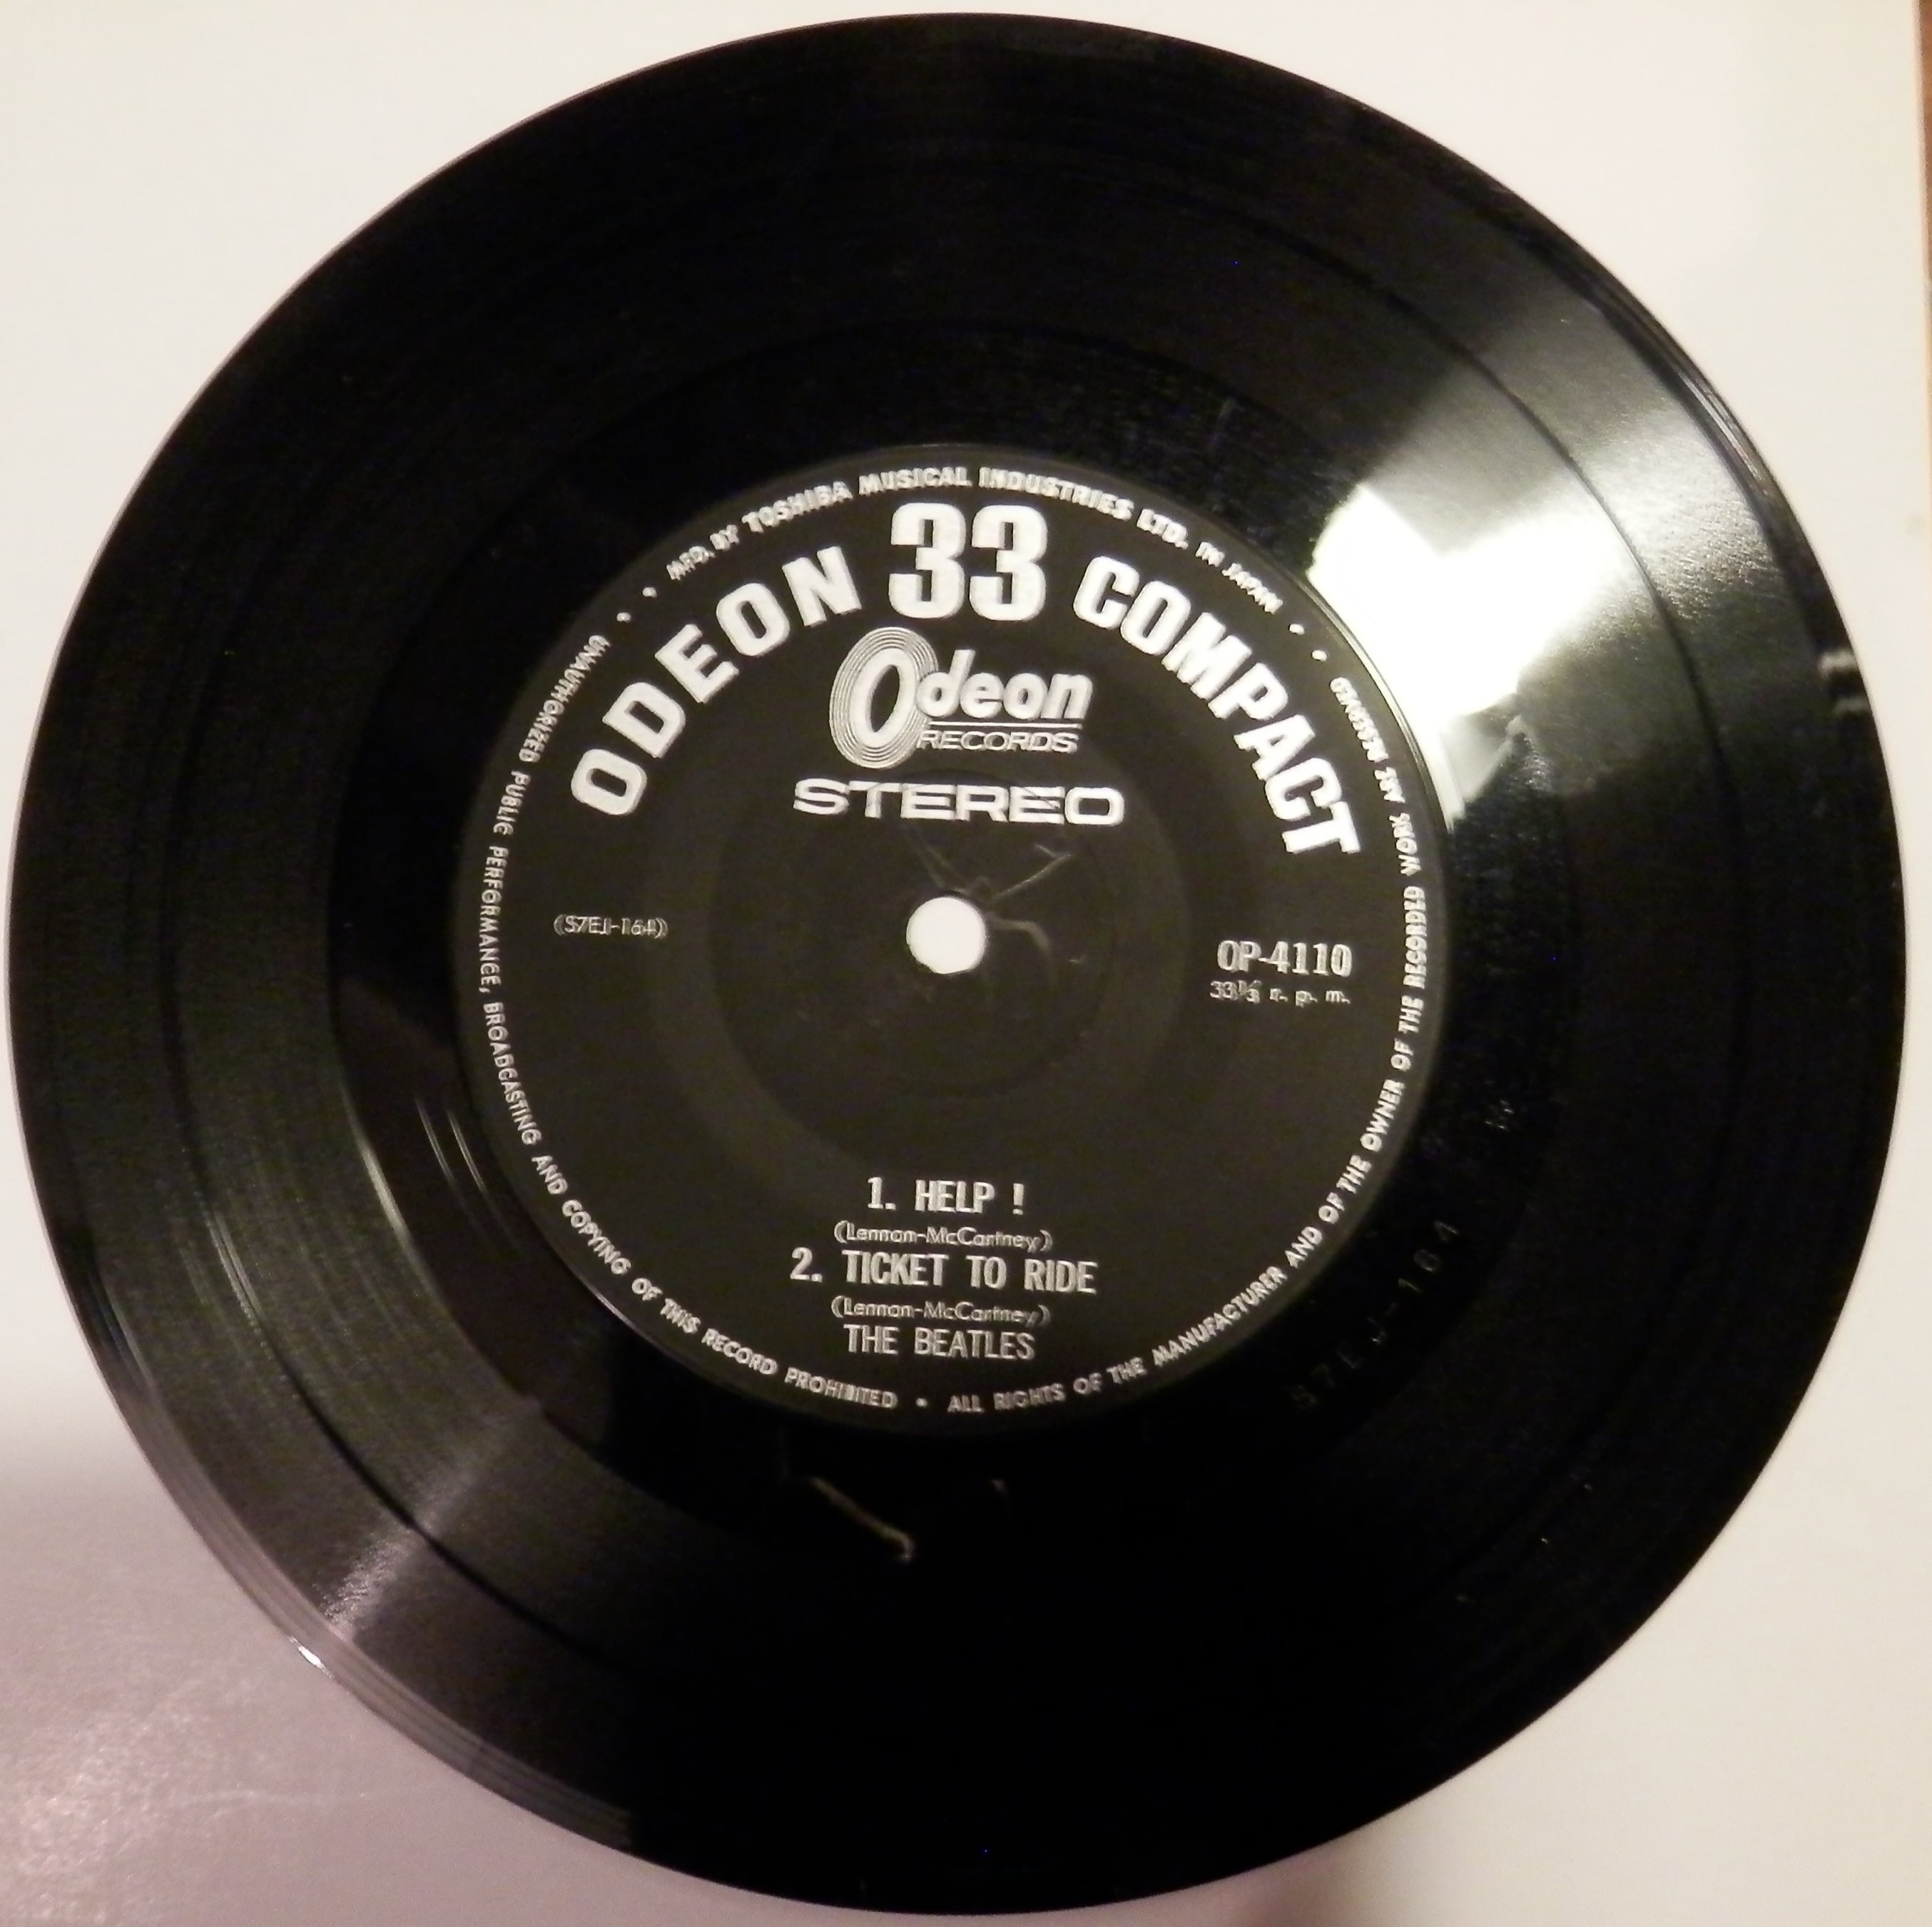 MFD. BY TOSHIBA MUSICAL INDUSTRIES LTD. IN JAPAN
ODEON 33 COMPACT
Odeon
RECORDS
STEREO
(S7EJ-164)
OP-4110
33⅓ r. p. m.
1. HELP !
(Lennon-McCartney)
2. TICKET TO RIDE
(Lennon-McCartney)
THE BEATLES
UNAUTHORIZED PUBLIC PERFORMANCE, BROADCASTING AND COPYING OF THIS RECORD PROHIBITED • ALL RIGHTS OF THE MANUFACTURER AND OF THE OWNER OF THE RECORDED WORK ARE RESERVED
S7EJ-164